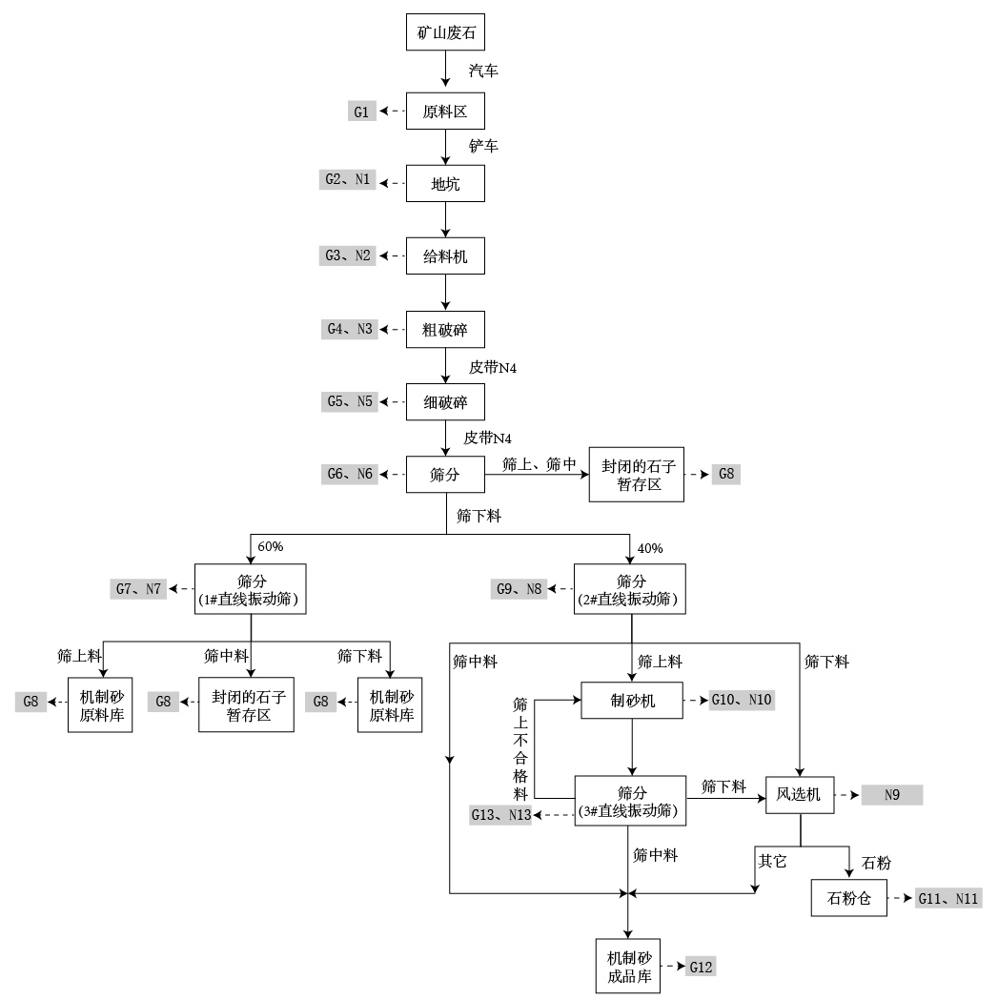 矿山废石
汽车
G1
原料区
铲车
G2、N1
地坑
G3、N2
给料机
G4、N3
粗破碎
皮带N4
G5、N5
细破碎
皮带N4
G6、N6
筛分
筛上、筛中
封闭的石子
暂存区
G8
筛下料
60%
40%
G7、N7
筛分
(1#直线振动筛)
G9、N8
筛分
(2#直线振动筛)
筛上料
筛中料
筛下料
筛中料
筛上料
筛下料
G8
机制砂
原料库
G8
封闭的石子
暂存区
G8
机制砂
原料库
筛上不合格料
制砂机
G10、N10
筛分
(3#直线振动筛)
G13、N13
筛下料
风选机
N9
筛中料
其它
石粉
石粉仓
G11、N11
机制砂
成品库
G12